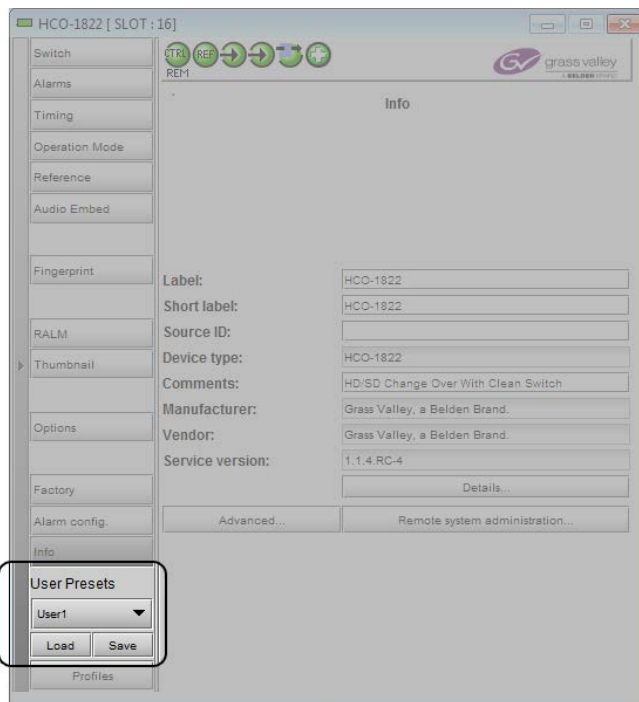 HCO-1822 [ SLOT : 16]
Switch
Alarms
Timing
Operation Mode
Reference
Audio Embed
Fingerprint
RALM
Thumbnail
Options
Factory
Alarm config.
Info
User Presets
User1
Load Save
Profiles
CTRL REF
REM
GV grass valley
A BELDEN BRAND
Info
Label: HCO-1822
Short label: HCO-1822
Source ID:
Device type: HCO-1822
Comments: HD/SD Change Over With Clean Switch
Manufacturer: Grass Valley, a Belden Brand.
Vendor: Grass Valley, a Belden Brand.
Service version: 1.1.4.RC-4
Details...
Advanced... Remote system administration...